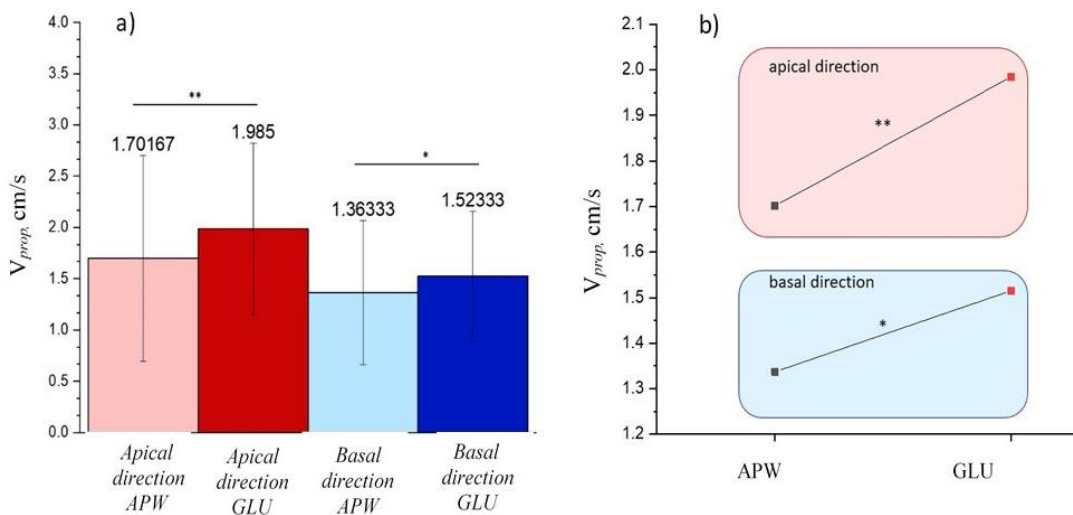 a)
V_prop, cm/s
4.0
3.5
3.0
2.5
2.0
1.5
1.0
0.5
0.0
**
1.70167
1.985
*
1.36333
1.52333
Apical direction APW
Apical direction GLU
Basal direction APW
Basal direction GLU
b)
V_prop, cm/s
2.1
2.0
1.9
1.8
1.7
1.6
1.5
1.4
1.3
1.2
apical direction
**
basal direction
*
APW
GLU